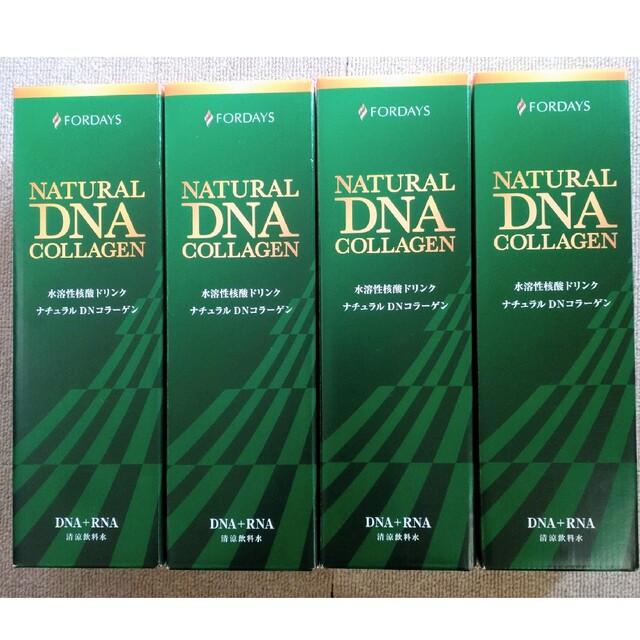 FORDAYS
NATURAL
DNA
COLLAGEN
水溶性核酸ドリンク
ナチュラル DNコラーゲン
DNA+RNA
清涼飲料水
FORDAYS
NATURAL
DNA
COLLAGEN
水溶性核酸ドリンク
ナチュラル DNコラーゲン
DNA+RNA
清涼飲料水
FORDAYS
NATURAL
DNA
COLLAGEN
水溶性核酸ドリンク
ナチュラル DNコラーゲン
DNA+RNA
清涼飲料水
FORDAYS
NATURAL
DNA
COLLAGEN
水溶性核酸ドリンク
ナチュラル DNコラーゲン
DNA+RNA
清涼飲料水